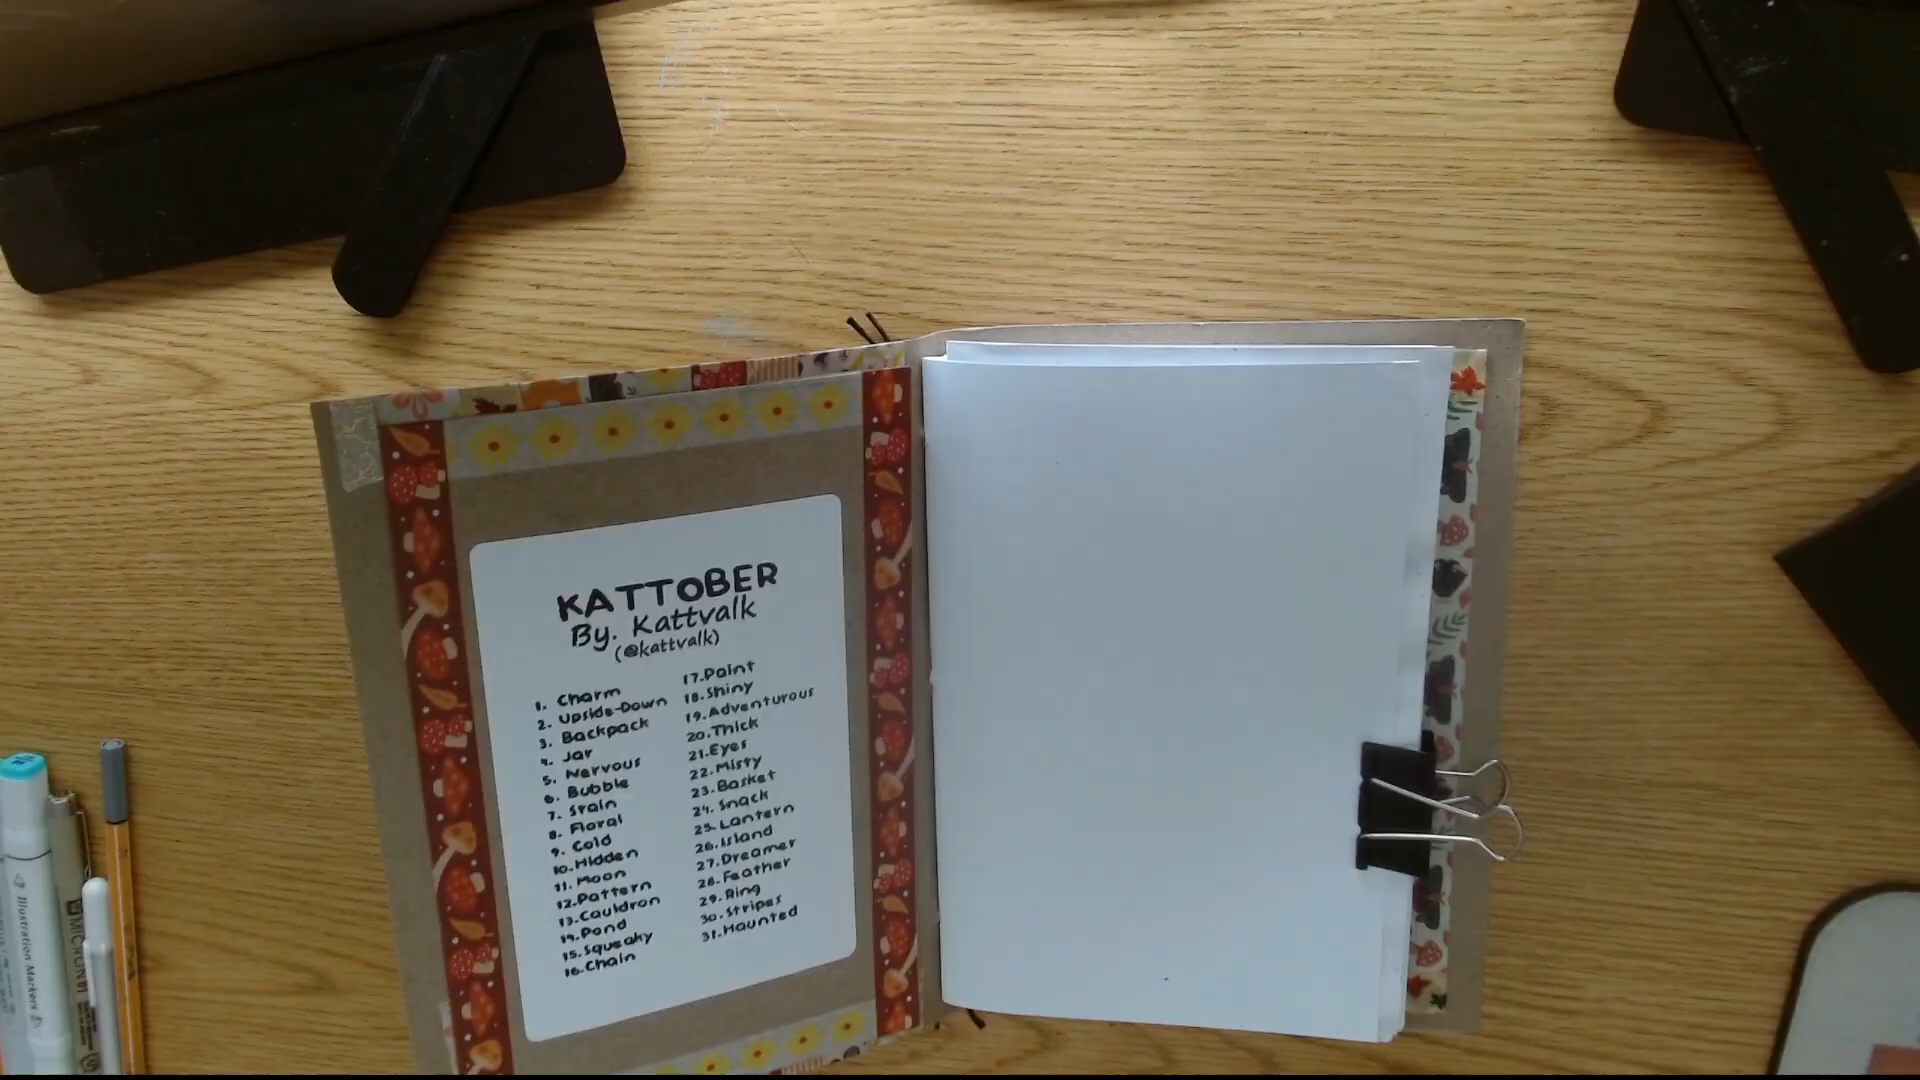 KATTOBER
By. Kattvalk
(@kattvalk)
1. Charm
2. Upside-Down
3. Backpack
4. Jar
5. Nervous
6. Bubble
7. Stain
8. Floral
9. Cold
10. Hidden
11. Moon
12. Pattern
13. Cauldron
14. Pond
15. Squeaky
16. Chain
17. Paint
18. Shiny
19. Adventurous
20. Thick
21. Eyes
22. Misty
23. Basket
24. Snack
25. Lantern
26. Island
27. Dreamer
28. Feather
29. Ring
30. Stripes
31. Haunted
Illustration Markers
MICRON